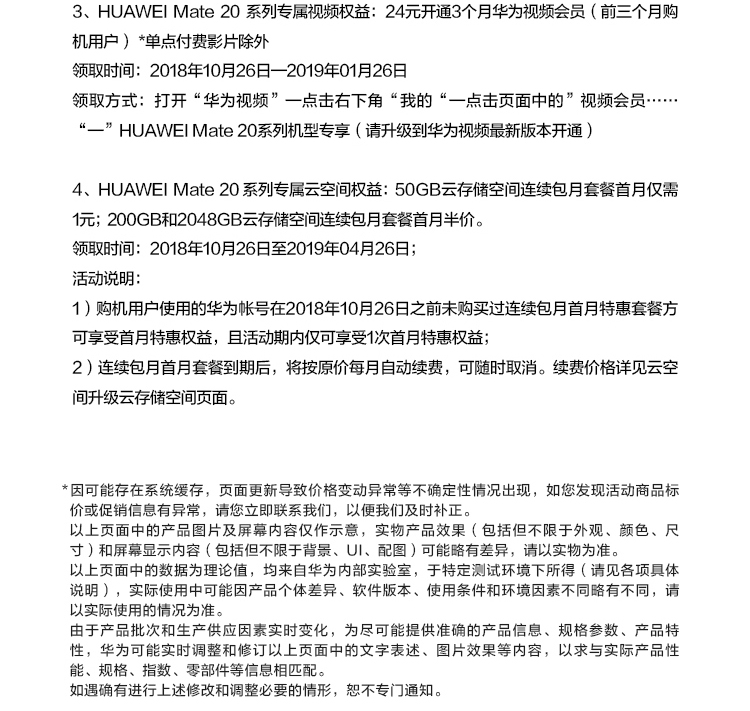 3、HUAWEI Mate 20 系列专属视频权益：24元开通3个月华为视频会员（前三个月购
机用户）*单点付费影片除外
领取时间：2018年10月26日—2019年01月26日
领取方式：打开“华为视频”—点击右下角“我的“—点击页面中的”视频会员……
“—”HUAWEI Mate 20系列机型专享（请升级到华为视频最新版本开通）
4、HUAWEI Mate 20 系列专属云空间权益：50GB云存储空间连续包月套餐首月仅需
1元；200GB和2048GB云存储空间连续包月套餐首月半价。
领取时间：2018年10月26日至2019年04月26日；
活动说明：
1）购机用户使用的华为帐号在2018年10月26日之前未购买过连续包月首月特惠套餐方
可享受首月特惠权益，且活动期内仅可享受1次首月特惠权益；
2）连续包月首月套餐到期后，将按原价每月自动续费，可随时取消。续费价格详见云空
间升级云存储空间页面。
*因可能存在系统缓存，页面更新导致价格变动异常等不确定性情况出现，如您发现活动商品标
价或促销信息有异常，请您立即联系我们，以便我们及时补正。
以上页面中的产品图片及屏幕内容仅作示意，实物产品效果（包括但不限于外观、颜色、尺
寸）和屏幕显示内容（包括但不限于背景、UI、配图）可能略有差异，请以实物为准。
以上页面中的数据为理论值，均来自华为内部实验室，于特定测试环境下所得（请见各项具体
说明），实际使用中可能因产品个体差异、软件版本、使用条件和环境因素不同略有不同，请
以实际使用的情况为准。
由于产品批次和生产供应因素实时变化，为尽可能提供准确的产品信息、规格参数、产品特
性，华为可能实时调整和修订以上页面中的文字表述、图片效果等内容，以求与实际产品性
能、规格、指数、零部件等信息相匹配。
如遇确有进行上述修改和调整必要的情形，恕不专门通知。